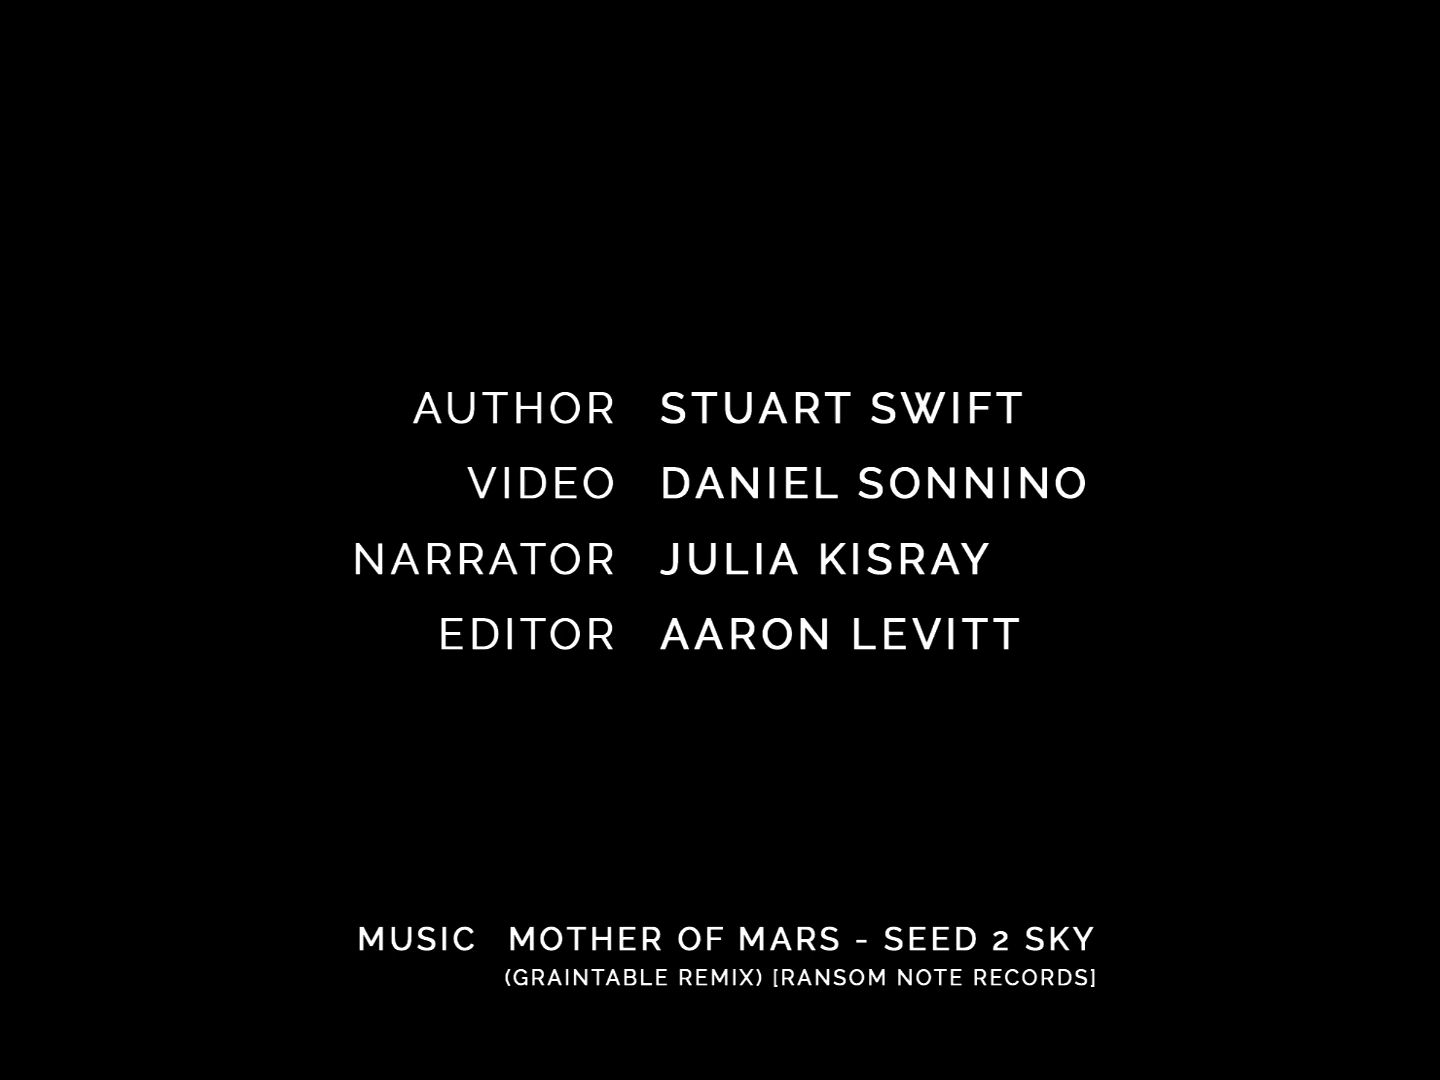 AUTHOR STUART SWIFT
VIDEO DANIEL SONNINO
NARRATOR JULIA KISRAY
EDITOR AARON LEVITT
MUSIC MOTHER OF MARS - SEED 2 SKY
(GRAINTABLE REMIX) [RANSOM NOTE RECORDS]